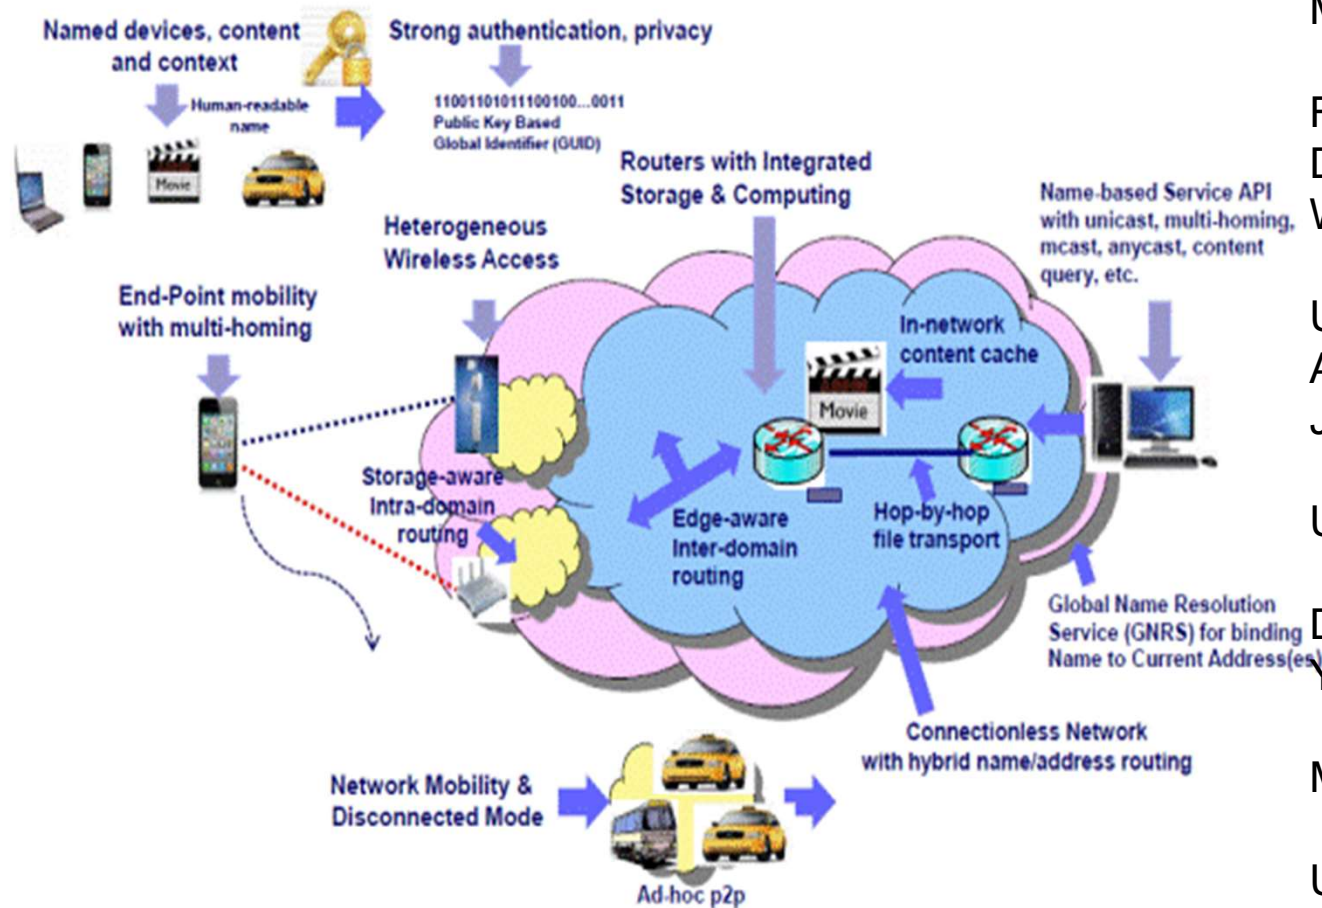 Named devices, content
and context
Strong authentication, privacy
Human-readable
name
11001101011100100...0011
Public Key Based
Global Identifier (GUID)
Movie
Routers with Integrated
Storage & Computing
Heterogeneous
Wireless Access
Name-based Service API
with unicast, multi-homing,
mcast, anycast, content
query, etc.
End-Point mobility
with multi-homing
In-network
content cache
Movie
Storage-aware
Intra-domain
routing
Edge-aware
Inter-domain
routing
Hop-by-hop
file transport
Global Name Resolution
Service (GNRS) for binding
Name to Current Address(es)
Connectionless Network
with hybrid name/address routing
Network Mobility &
Disconnected Mode
Ad-hoc p2p